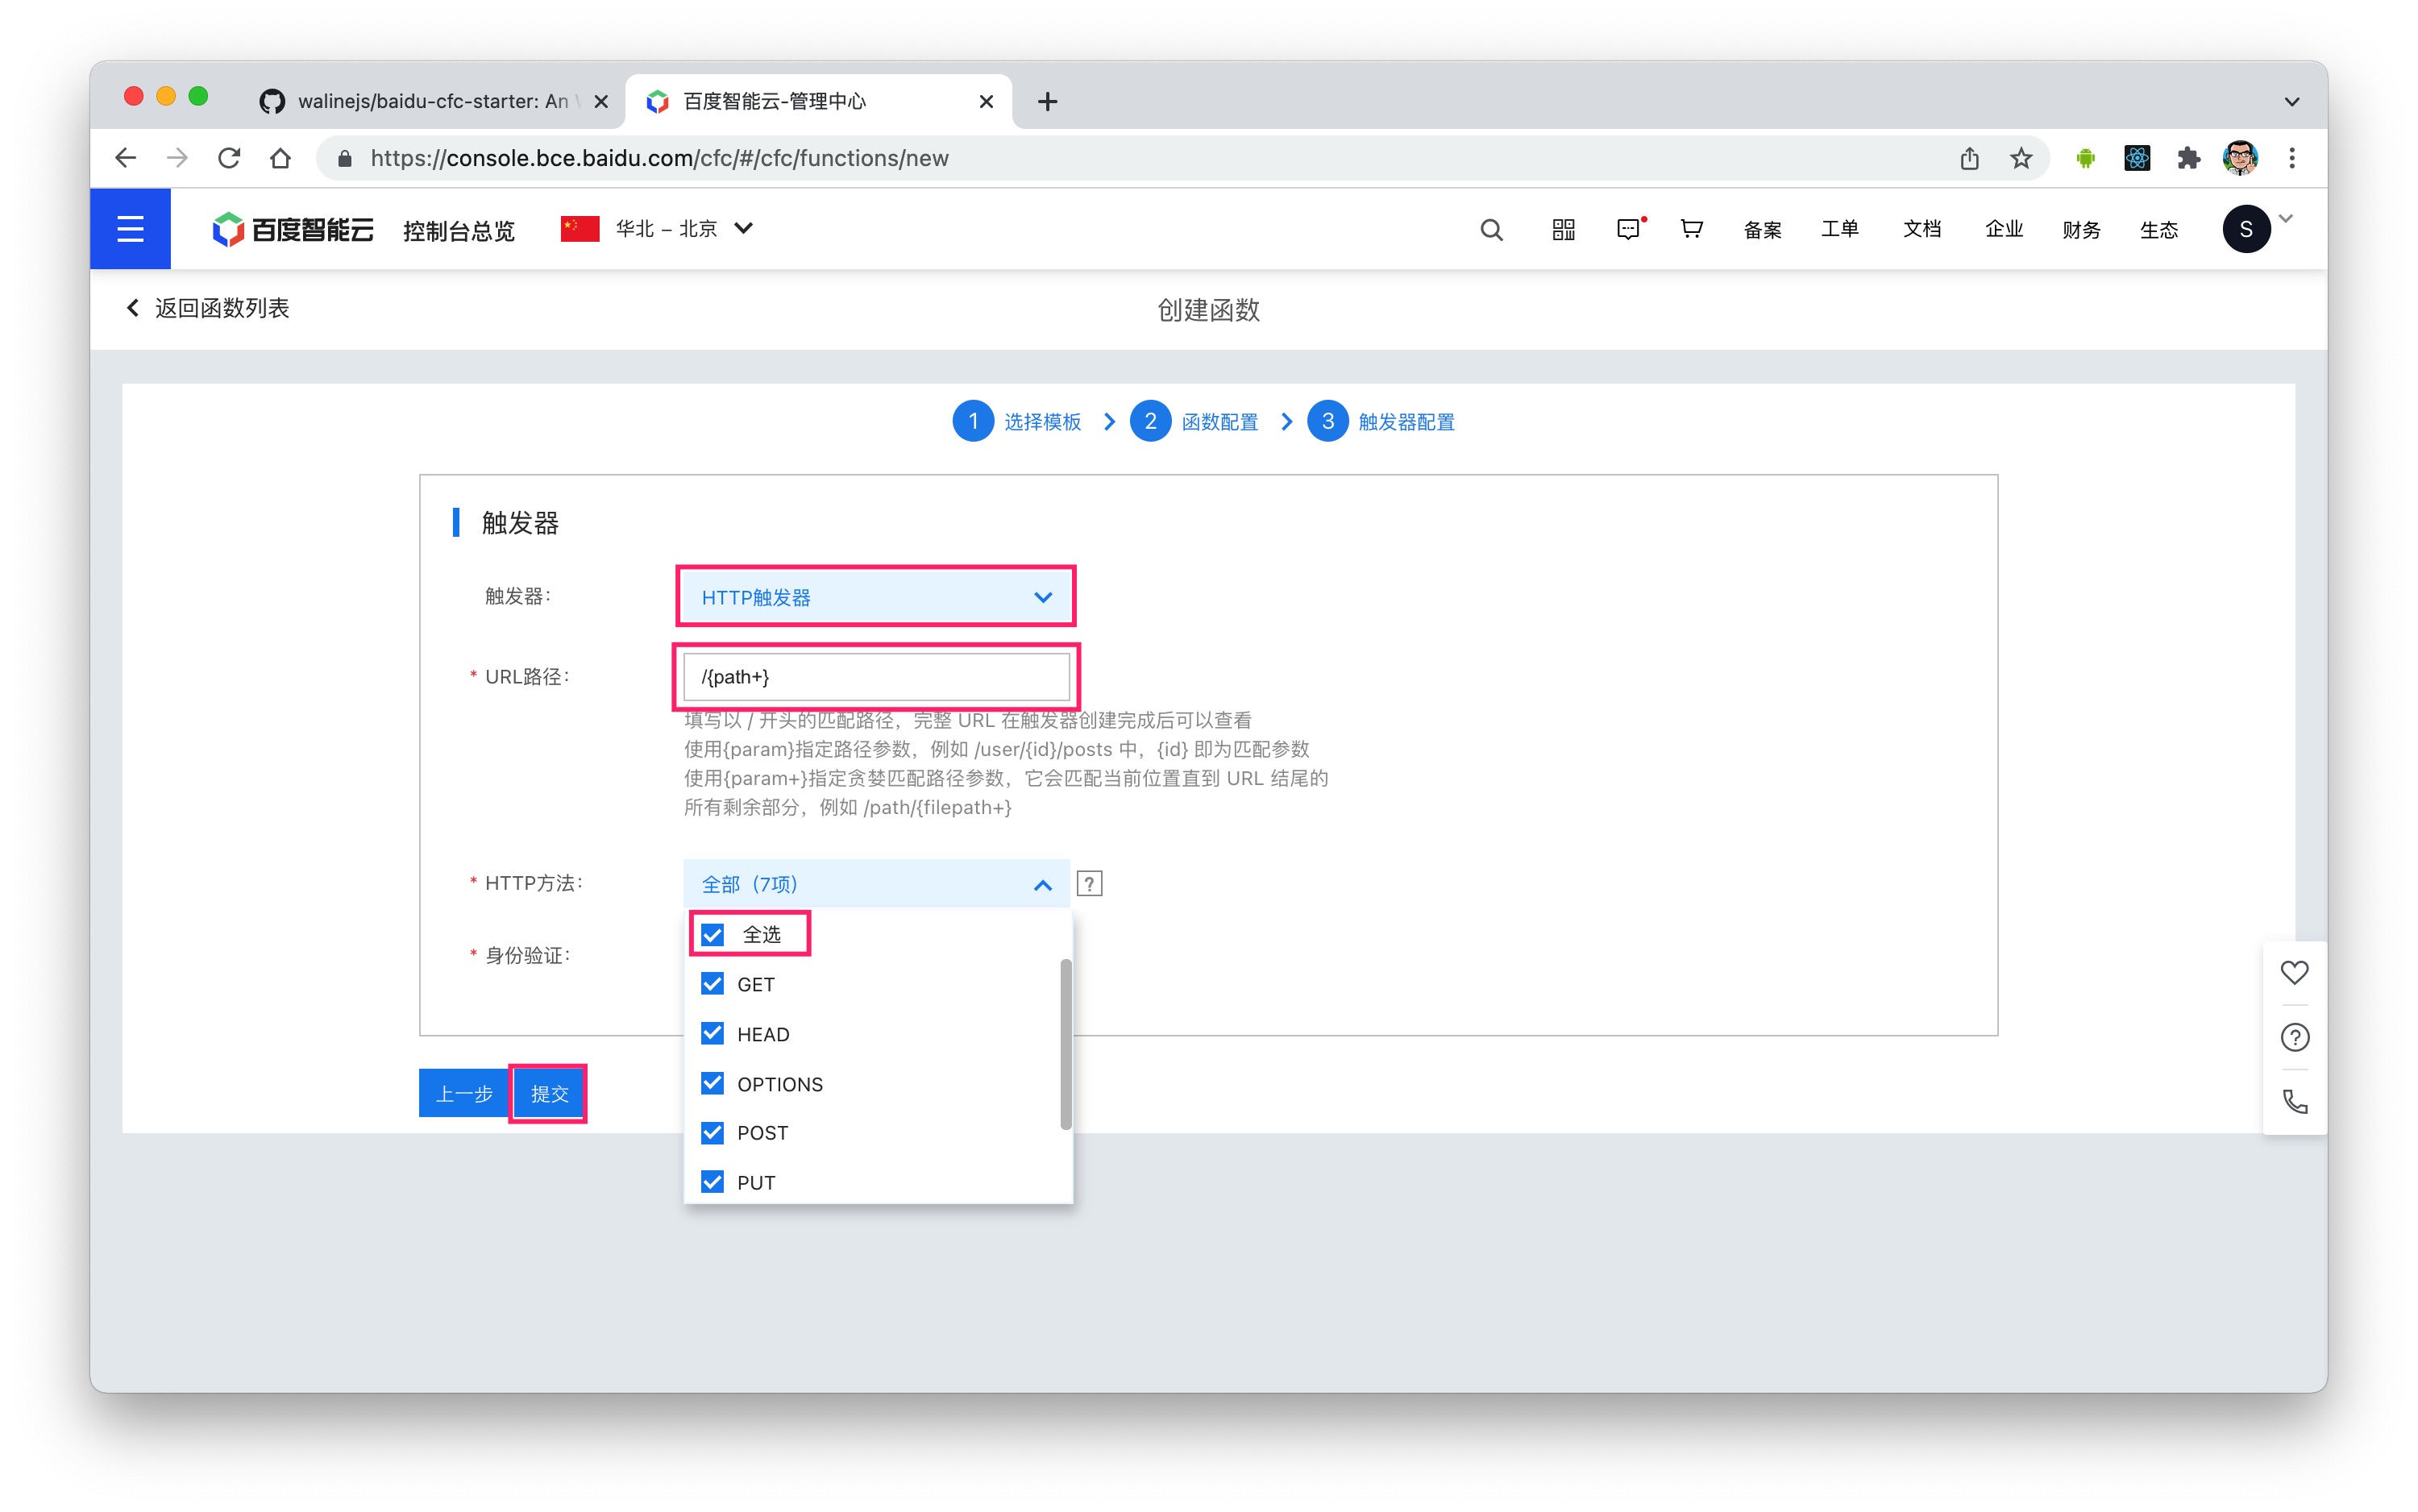 walinejs/baidu-cfc-starter: An
百度智能云-管理中心
https://console.bce.baidu.com/cfc/#/cfc/functions/new
百度智能云 控制台总览 华北 – 北京 备案 工单 文档 企业 财务 生态 S
返回函数列表
创建函数
1 选择模板 2 函数配置 3 触发器配置
触发器
触发器： HTTP触发器
* URL路径： /{path+}
填写以 / 开头的匹配路径，完整 URL 在触发器创建完成后可以查看
使用{param}指定路径参数，例如 /user/{id}/posts 中，{id} 即为匹配参数
使用{param+}指定贪婪匹配路径参数，它会匹配当前位置直到 URL 结尾的
所有剩余部分，例如 /path/{filepath+}
* HTTP方法： 全部（7项） ?
全选
* 身份验证：
GET
HEAD
OPTIONS
POST
PUT
上一步 提交